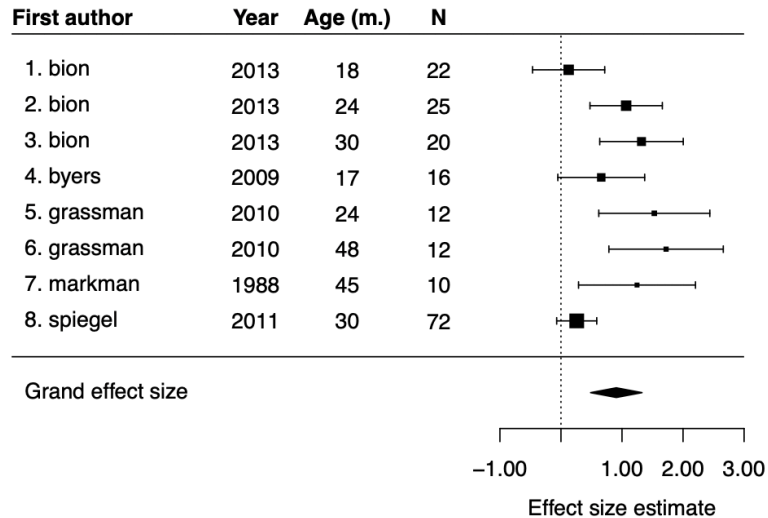 First author Year Age (m.) N
1. bion 2013 18 22
2. bion 2013 24 25
3. bion 2013 30 20
4. byers 2009 17 16
5. grassman 2010 24 12
6. grassman 2010 48 12
7. markman 1988 45 10
8. spiegel 2011 30 72
Grand effect size
−1.00 1.00 2.00 3.00
Effect size estimate